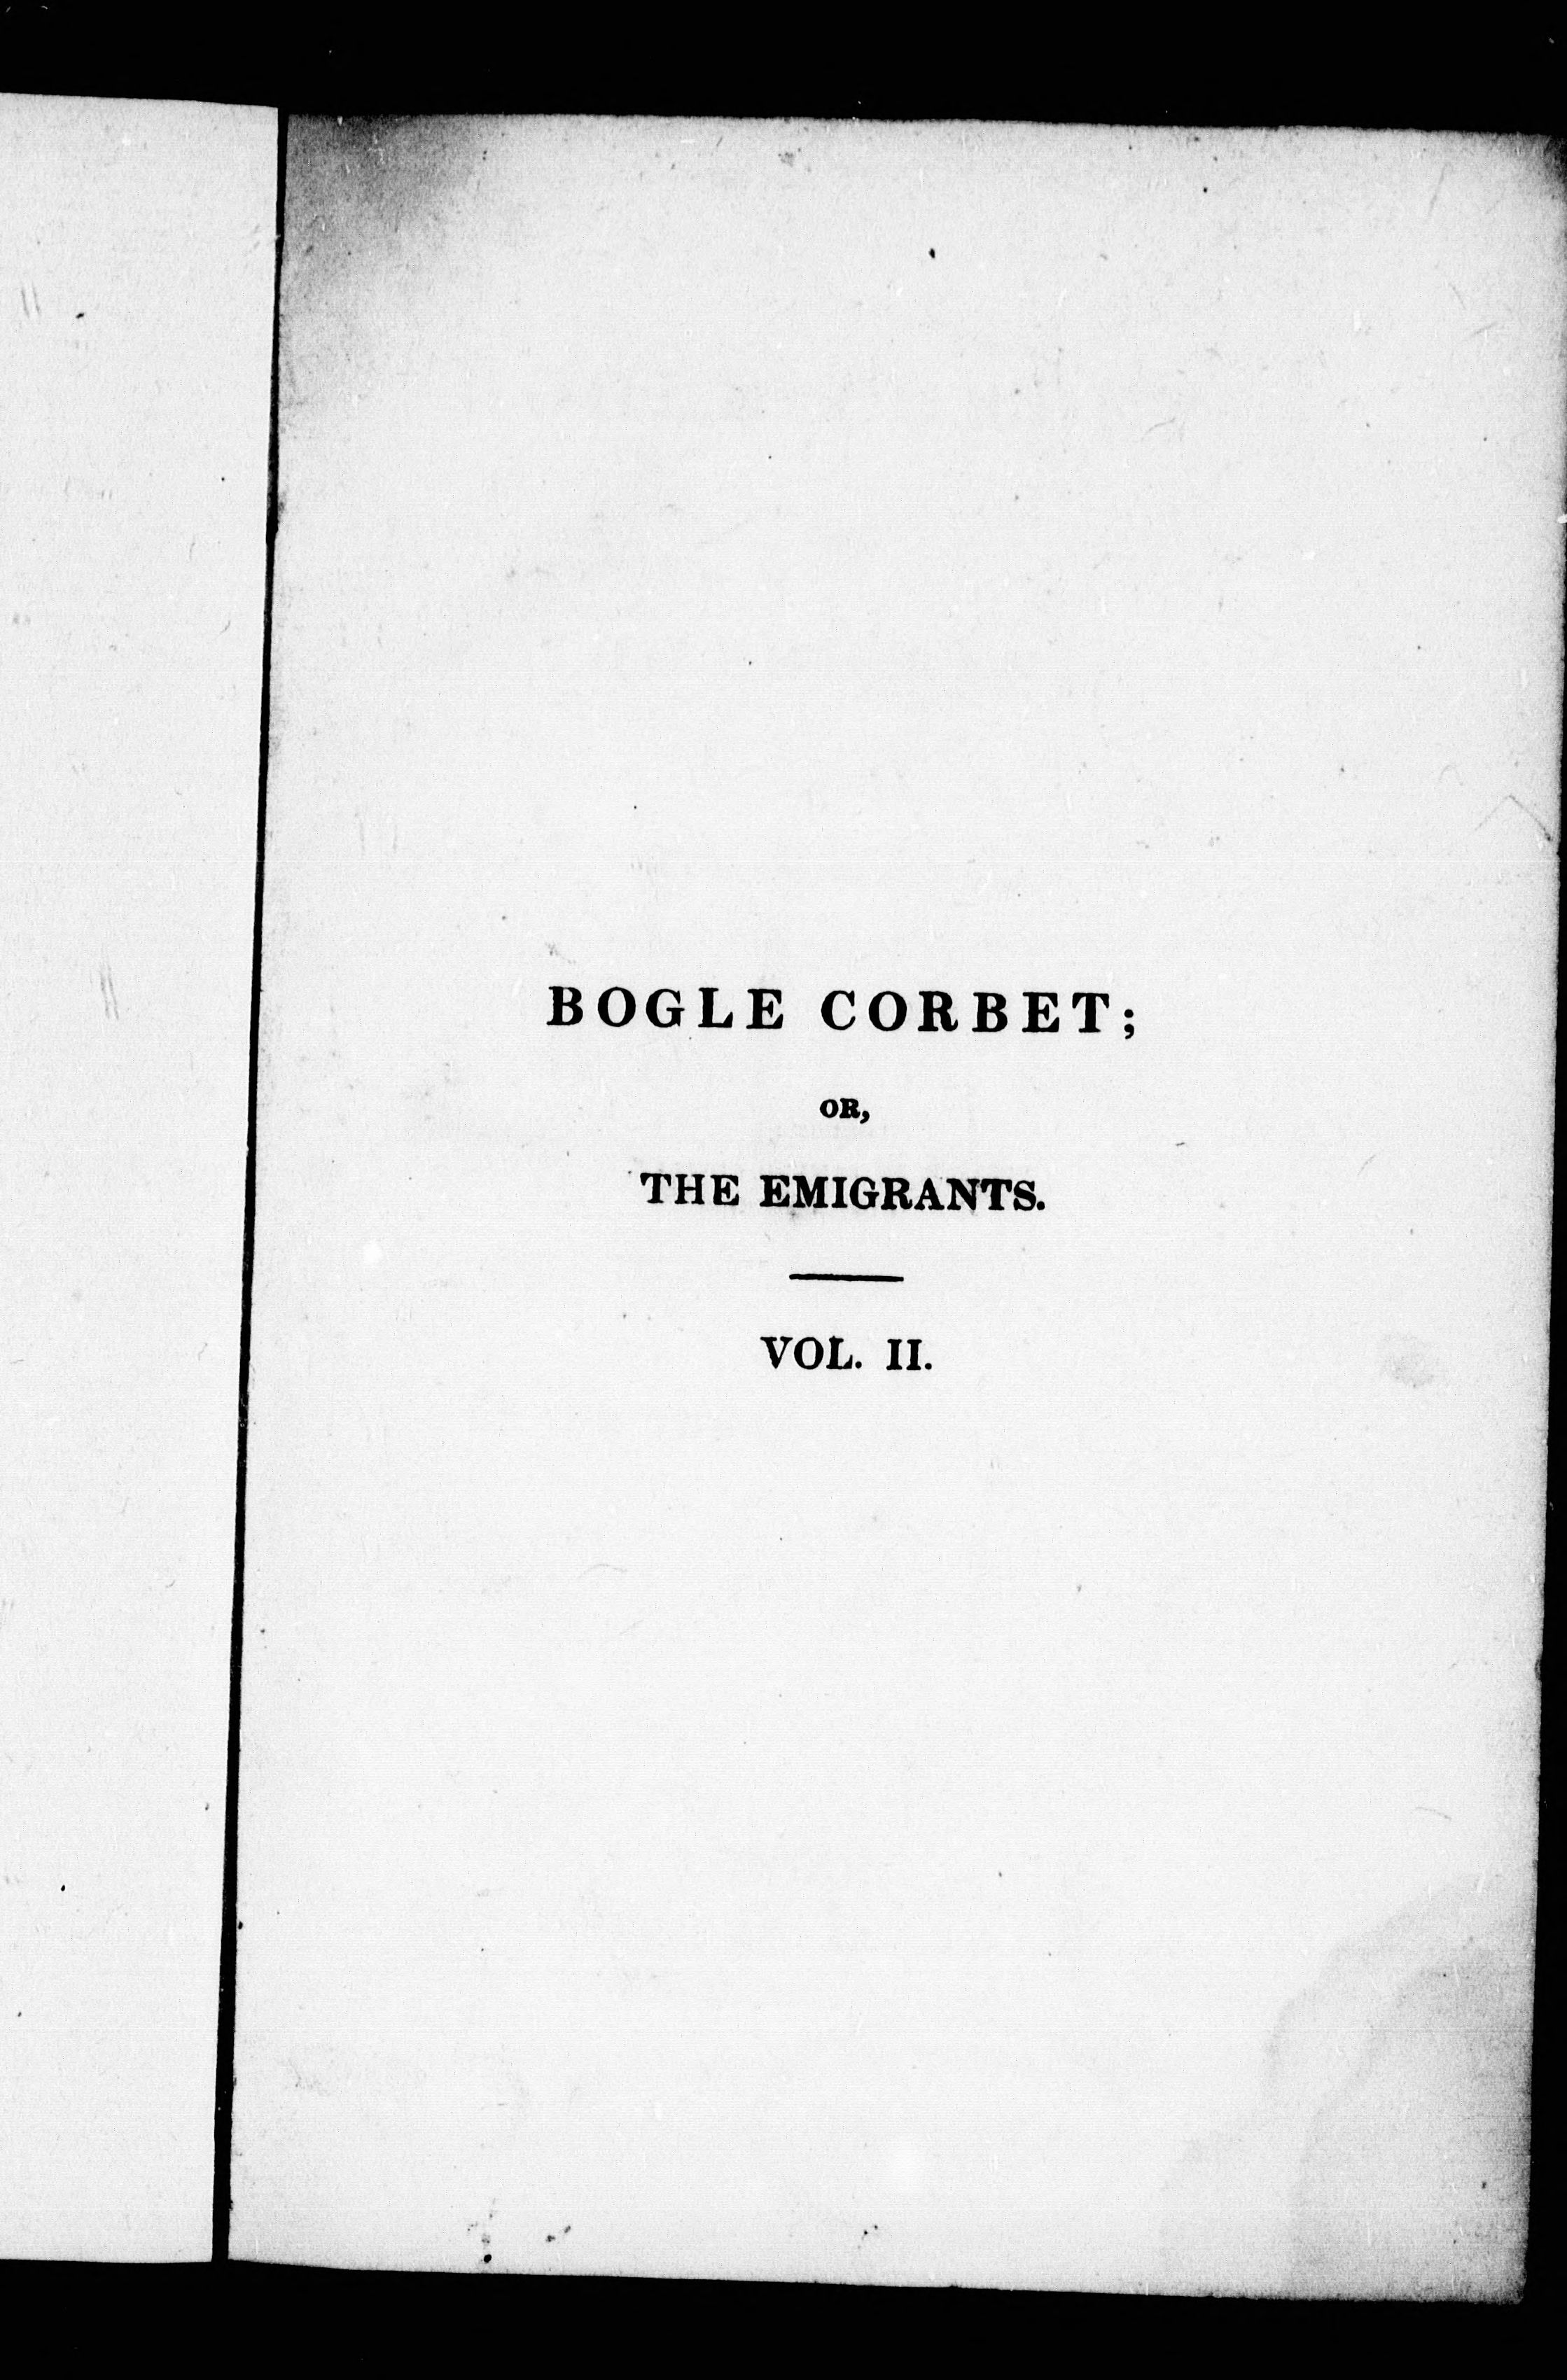 BOGLE CORBET;
OR,
THE EMIGRANTS.
VOL. II.